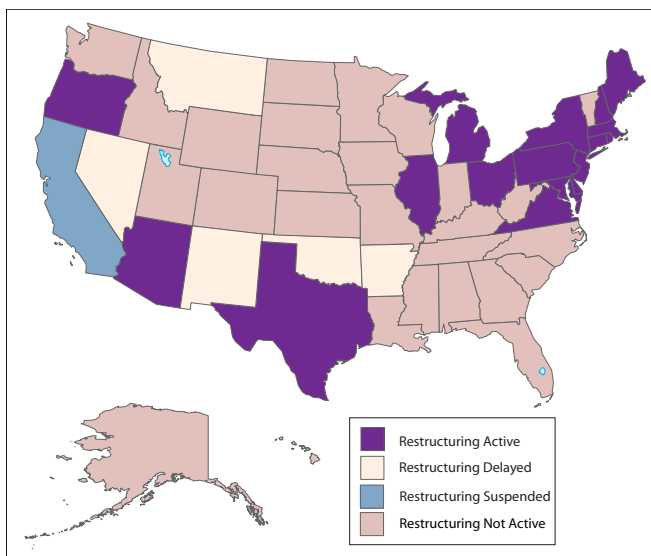 Restructuring Active
Restructuring Delayed
Restructuring Suspended
Restructuring Not Active